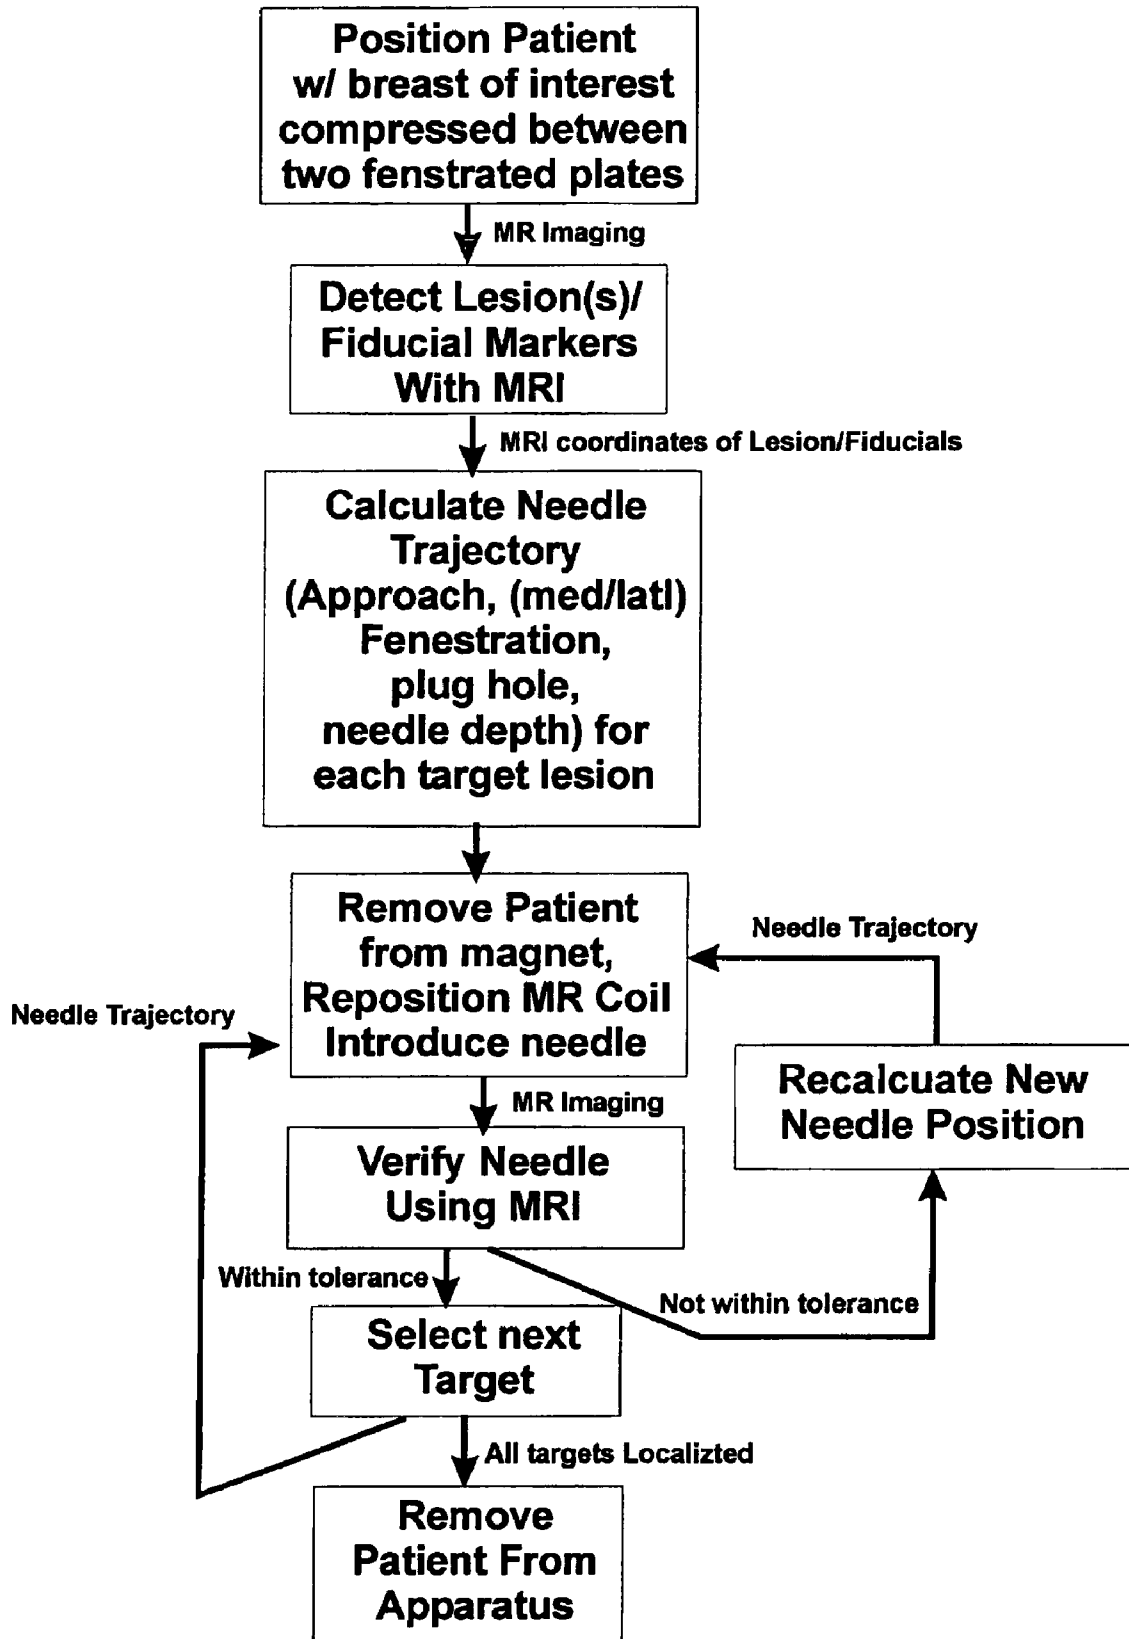 Position Patient
w/ breast of interest
compressed between
two fenstrated plates
MR Imaging
Detect Lesion(s)/
Fiducial Markers
With MRI
MRI coordinates of Lesion/Fiducials
Calculate Needle
Trajectory
(Approach, (med/latl)
Fenestration,
plug hole,
needle depth) for
each target lesion
Remove Patient
from magnet,
Reposition MR Coil
Introduce needle
Needle Trajectory
Needle Trajectory
Recalcuate New
Needle Position
MR Imaging
Verify Needle
Using MRI
Within tolerance
Not within tolerance
Select next
Target
All targets Localizted
Remove
Patient From
Apparatus